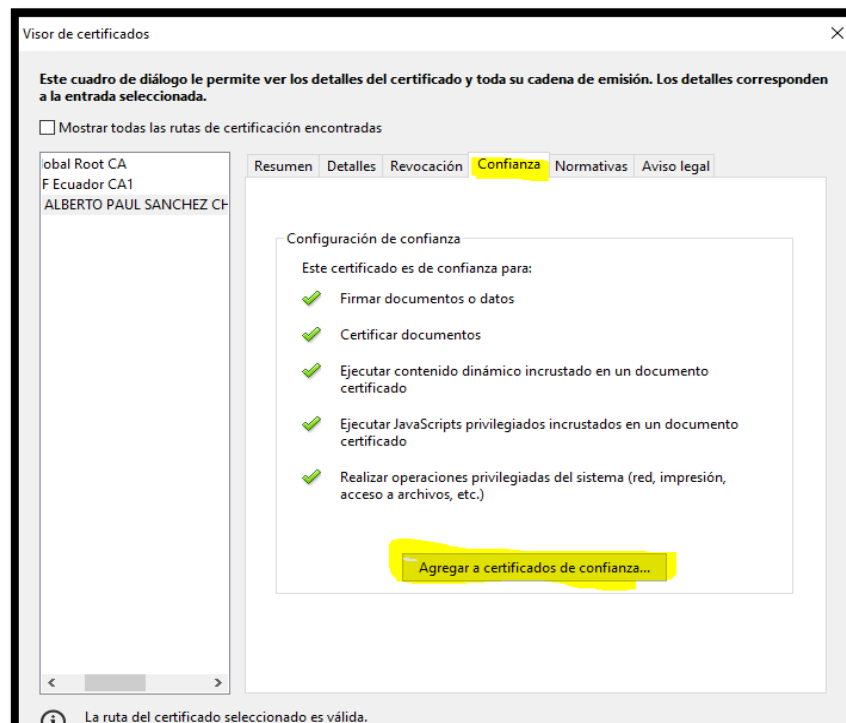 Visor de certificados
Este cuadro de diálogo le permite ver los detalles del certificado y toda su cadena de emisión. Los detalles corresponden
a la entrada seleccionada.
Mostrar todas las rutas de certificación encontradas
obal Root CA
F Ecuador CA1
ALBERTO PAUL SANCHEZ CH
Resumen Detalles Revocación Confianza Normativas Aviso legal
Configuración de confianza
Este certificado es de confianza para:
Firmar documentos o datos
Certificar documentos
Ejecutar contenido dinámico incrustado en un documento
certificado
Ejecutar JavaScripts privilegiados incrustados en un documento
certificado
Realizar operaciones privilegiadas del sistema (red, impresión,
acceso a archivos, etc.)
Agregar a certificados de confianza...
La ruta del certificado seleccionado es válida.